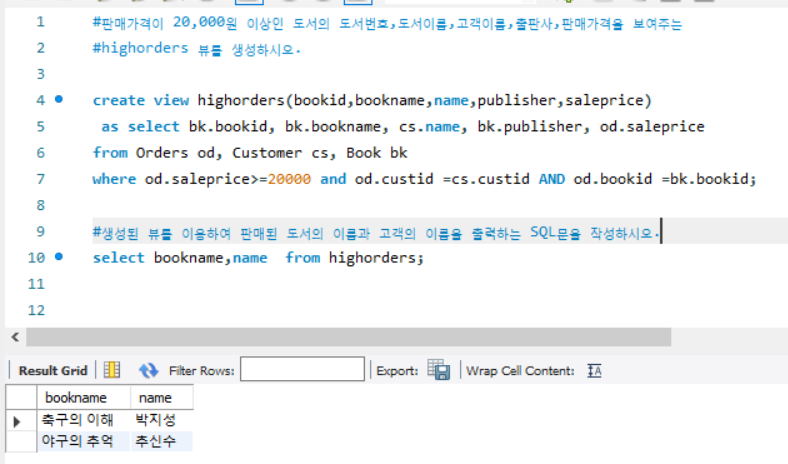 1 #판매가격이 20,000원 이상인 도서의 도서번호,도서이름,고객이름,출판사,판매가격을 보여주는
2 #highorders 뷰를 생성하시오.
3
4 create view highorders(bookid,bookname,name,publisher,saleprice)
5 as select bk.bookid, bk.bookname, cs.name, bk.publisher, od.saleprice
6 from Orders od, Customer cs, Book bk
7 where od.saleprice>=20000 and od.custid =cs.custid AND od.bookid =bk.bookid;
8
9 #생성된 뷰를 이용하여 판매된 도서의 이름과 고객의 이름을 출력하는 SQL문을 작성하시오.
10 select bookname,name from highorders;
11
12
Result Grid Filter Rows: Export: Wrap Cell Content:
bookname name
축구의 이해 박지성
야구의 추억 추신수